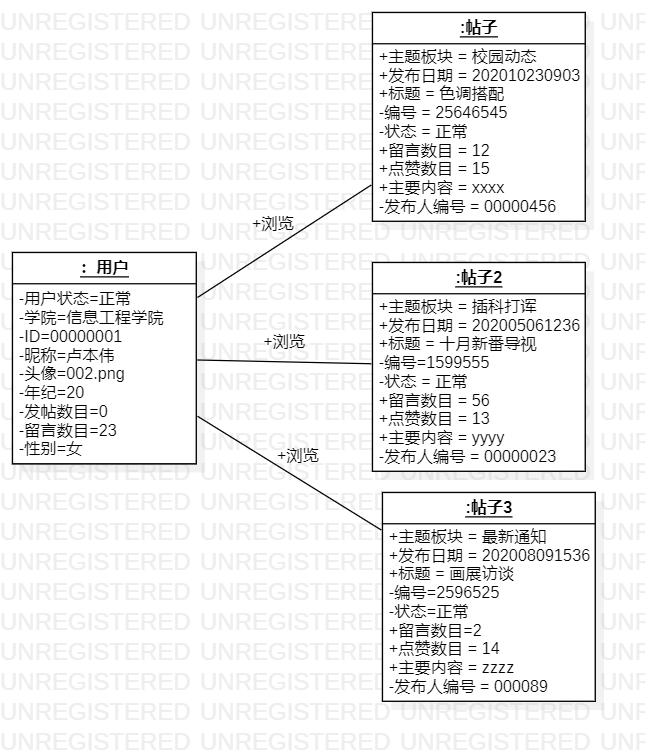 :帖子
+主题板块 = 校园动态
+发布日期 = 202010230903
+标题 = 色调搭配
-编号 = 25646545
-状态 = 正常
+留言数目 = 12
+点赞数目 = 15
+主要内容 = xxxx
-发布人编号 = 00000456
+浏览
: 用户
-用户状态=正常
-学院=信息工程学院
-ID=00000001
-昵称=卢本伟
-头像=002.png
-年纪=20
-发帖数目=0
-留言数目=23
-性别=女
+浏览
:帖子2
+主题板块 = 插科打诨
+发布日期 = 202005061236
+标题 = 十月新番导视
-编号=1599555
-状态 = 正常
+留言数目 = 56
+点赞数目 = 13
+主要内容 = yyyy
-发布人编号 = 00000023
+浏览
:帖子3
+主题板块 = 最新通知
+发布日期 = 202008091536
+标题 = 画展访谈
-编号=2596525
-状态=正常
+留言数目=2
+点赞数目 = 14
+主要内容 = zzzz
-发布人编号 = 000089
UNREGISTERED